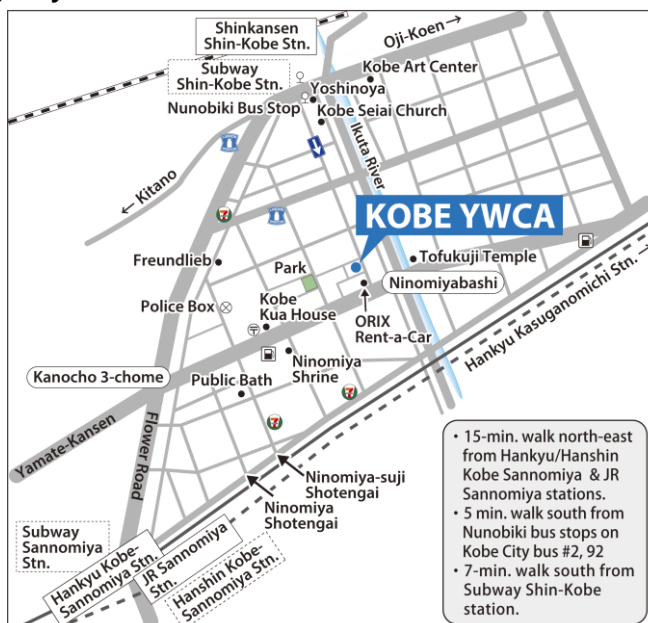 Shinkansen
Shin-Kobe Stn.
Oji-Koen →
Subway
Shin-Kobe Stn.
Kobe Art Center
Yoshinoya
Nunobiki Bus Stop
Kobe Seiai Church
Ikuta River
← Kitano
7
KOBE YWCA
Freundlieb
Park
Tofukuji Temple
Ninomiyabashi
Police Box
Kobe
Kua House
ORIX
Rent-a-Car
Hankyu Kasuganomichi Stn. →
Kanocho 3-chome
Ninomiya
Shrine
Public Bath
7
7
Yamate-Kansen
Flower Road
Ninomiya-suji
Shotengai
Ninomiya
Shotengai
Subway
Sannomiya
Stn.
Hankyu Kobe-
Sannomiya Stn.
JR Sannomiya
Stn.
Hanshin Kobe-
Sannomiya Stn.
・15-min. walk north-east
from Hankyu/Hanshin
Kobe Sannomiya & JR
Sannomiya stations.
・5 min. walk south from
Nunobiki bus stops on
Kobe City bus #2, 92
・7-min. walk south from
Subway Shin-Kobe
station.